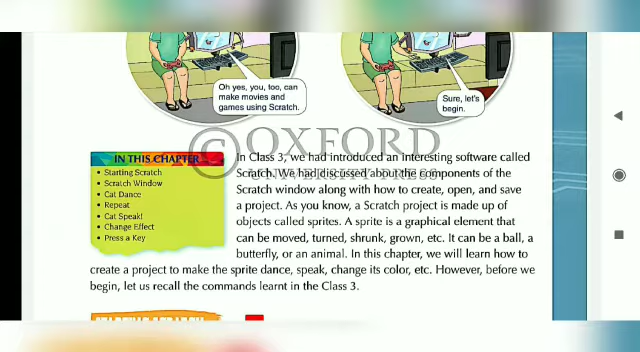 Oh yes, you, too, can
make movies and
games using Scratch.
Sure, let's
begin.
© OXFORD
IN THIS CHAPTER
• Starting Scratch
• Scratch Window
• Cat Dance
• Repeat
• Cat Speak!
• Change Effect
• Press a Key
In Class 3, we had introduced an interesting software called
Scratch. We had discussed about the components of the
Scratch window along with how to create, open, and save
a project. As you know, a Scratch project is made up of
objects called sprites. A sprite is a graphical element that
can be moved, turned, shrunk, grown, etc. It can be a ball, a
butterfly, or an animal. In this chapter, we will learn how to
create a project to make the sprite dance, speak, change its color, etc. However, before we
begin, let us recall the commands learnt in the Class 3.